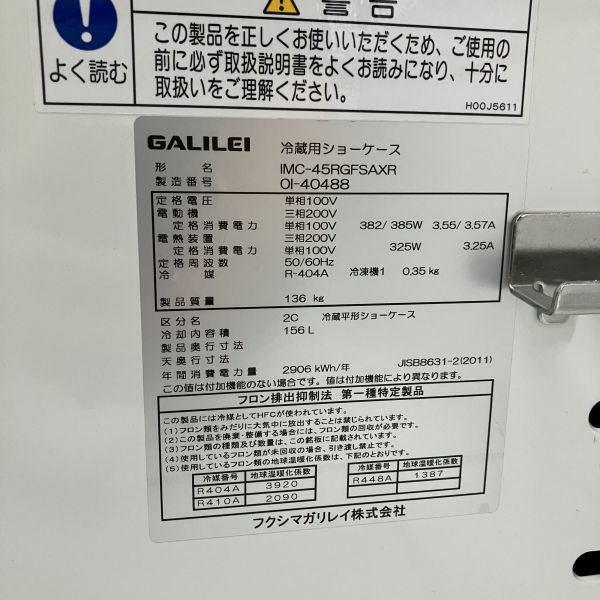 警告
よく読む
この製品を正しくお使いいただくため、ご使用の
前に必ず取扱説明書をよくお読みになり、十分に
取扱いをご理解ください。
H00J5611
GALILEI 冷蔵用ショーケース
形名 IMC-45RGFSAXR
製造番号 OI-40488
定格電圧 単相100V
電動機 三相200V
定格消費電力 単相100V 382/385W 3.55/3.57A
電熱装置 三相200V
定格消費電力 単相100V 325W 3.25A
定格周波数 50/60Hz
冷媒 R-404A 冷凍機1 0.35kg
製品質量 136 kg
区分名 2C 冷蔵平形ショーケース
冷却内容積 156 L
製品奥行寸法
天奥行寸法
年間消費電力量 2906 kWh/年 JISB8631-2(2011)
この値は付加機能のない場合です。値は付加機能により異なります。
フロン排出抑制法 第一種特定製品
この製品には冷媒としてHFCが使われています。
(1)フロン類をみだりに大気中に放出することは禁じられています。
(2)この製品を廃棄・整備する場合には、フロン類の回収が必要です。
(3)フロン類の種類及び数量は、この銘板に記載されています。
(4)使用しているフロン類が未回収の場合、引き渡し禁止です。
(5)使用しているフロン類の地球温暖化係数は、下記のとおりです。
冷媒番号 地球温暖化係数
R404A 3920
R410A 2090
冷媒番号 地球温暖化係数
R448A 1387
フクシマガリレイ株式会社